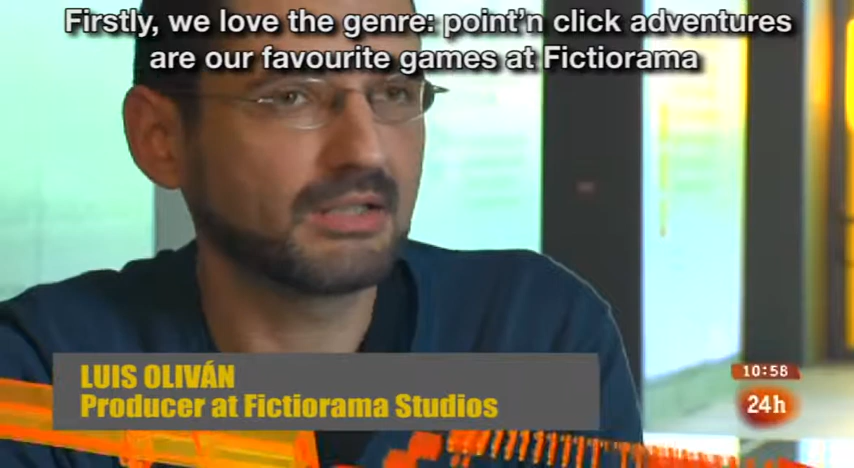 Firstly, we love the genre: point'n click adventures
are our favourite games at Fictiorama
LUIS OLIVÁN
Producer at Fictiorama Studios
10:58
24h